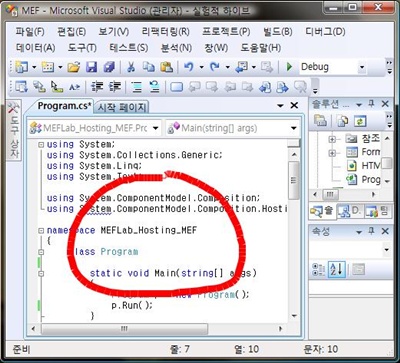 MEF - Microsoft Visual Studio (관리자) - 실험적 하이브
파일(F) 편집(E) 보기(V) 리팩터링(R) 프로젝트(P) 빌드(B) 디버그(D)
데이터(A) 도구(T) 테스트(S) 분석(N) 창(W) 도움말(H)
Debug
도구 상자
Program.cs* 시작 페이지
MEFLab_Hosting_MEF.Pro
Main(string[] args)
using System;
using System.Collections.Generic;
using System.Linq;
using System.Text;
using System.ComponentModel.Composition;
using System.ComponentModel.Composition.Hosti
namespace MEFLab_Hosting_MEF
{
class Program
static void Main(string[] args)
new Program();
p.Run();
}
솔루션 ...
참조
Prop
HTM
Prog
솔 D. 클
속성
준비 줄: 7 열: 10 문자: 10